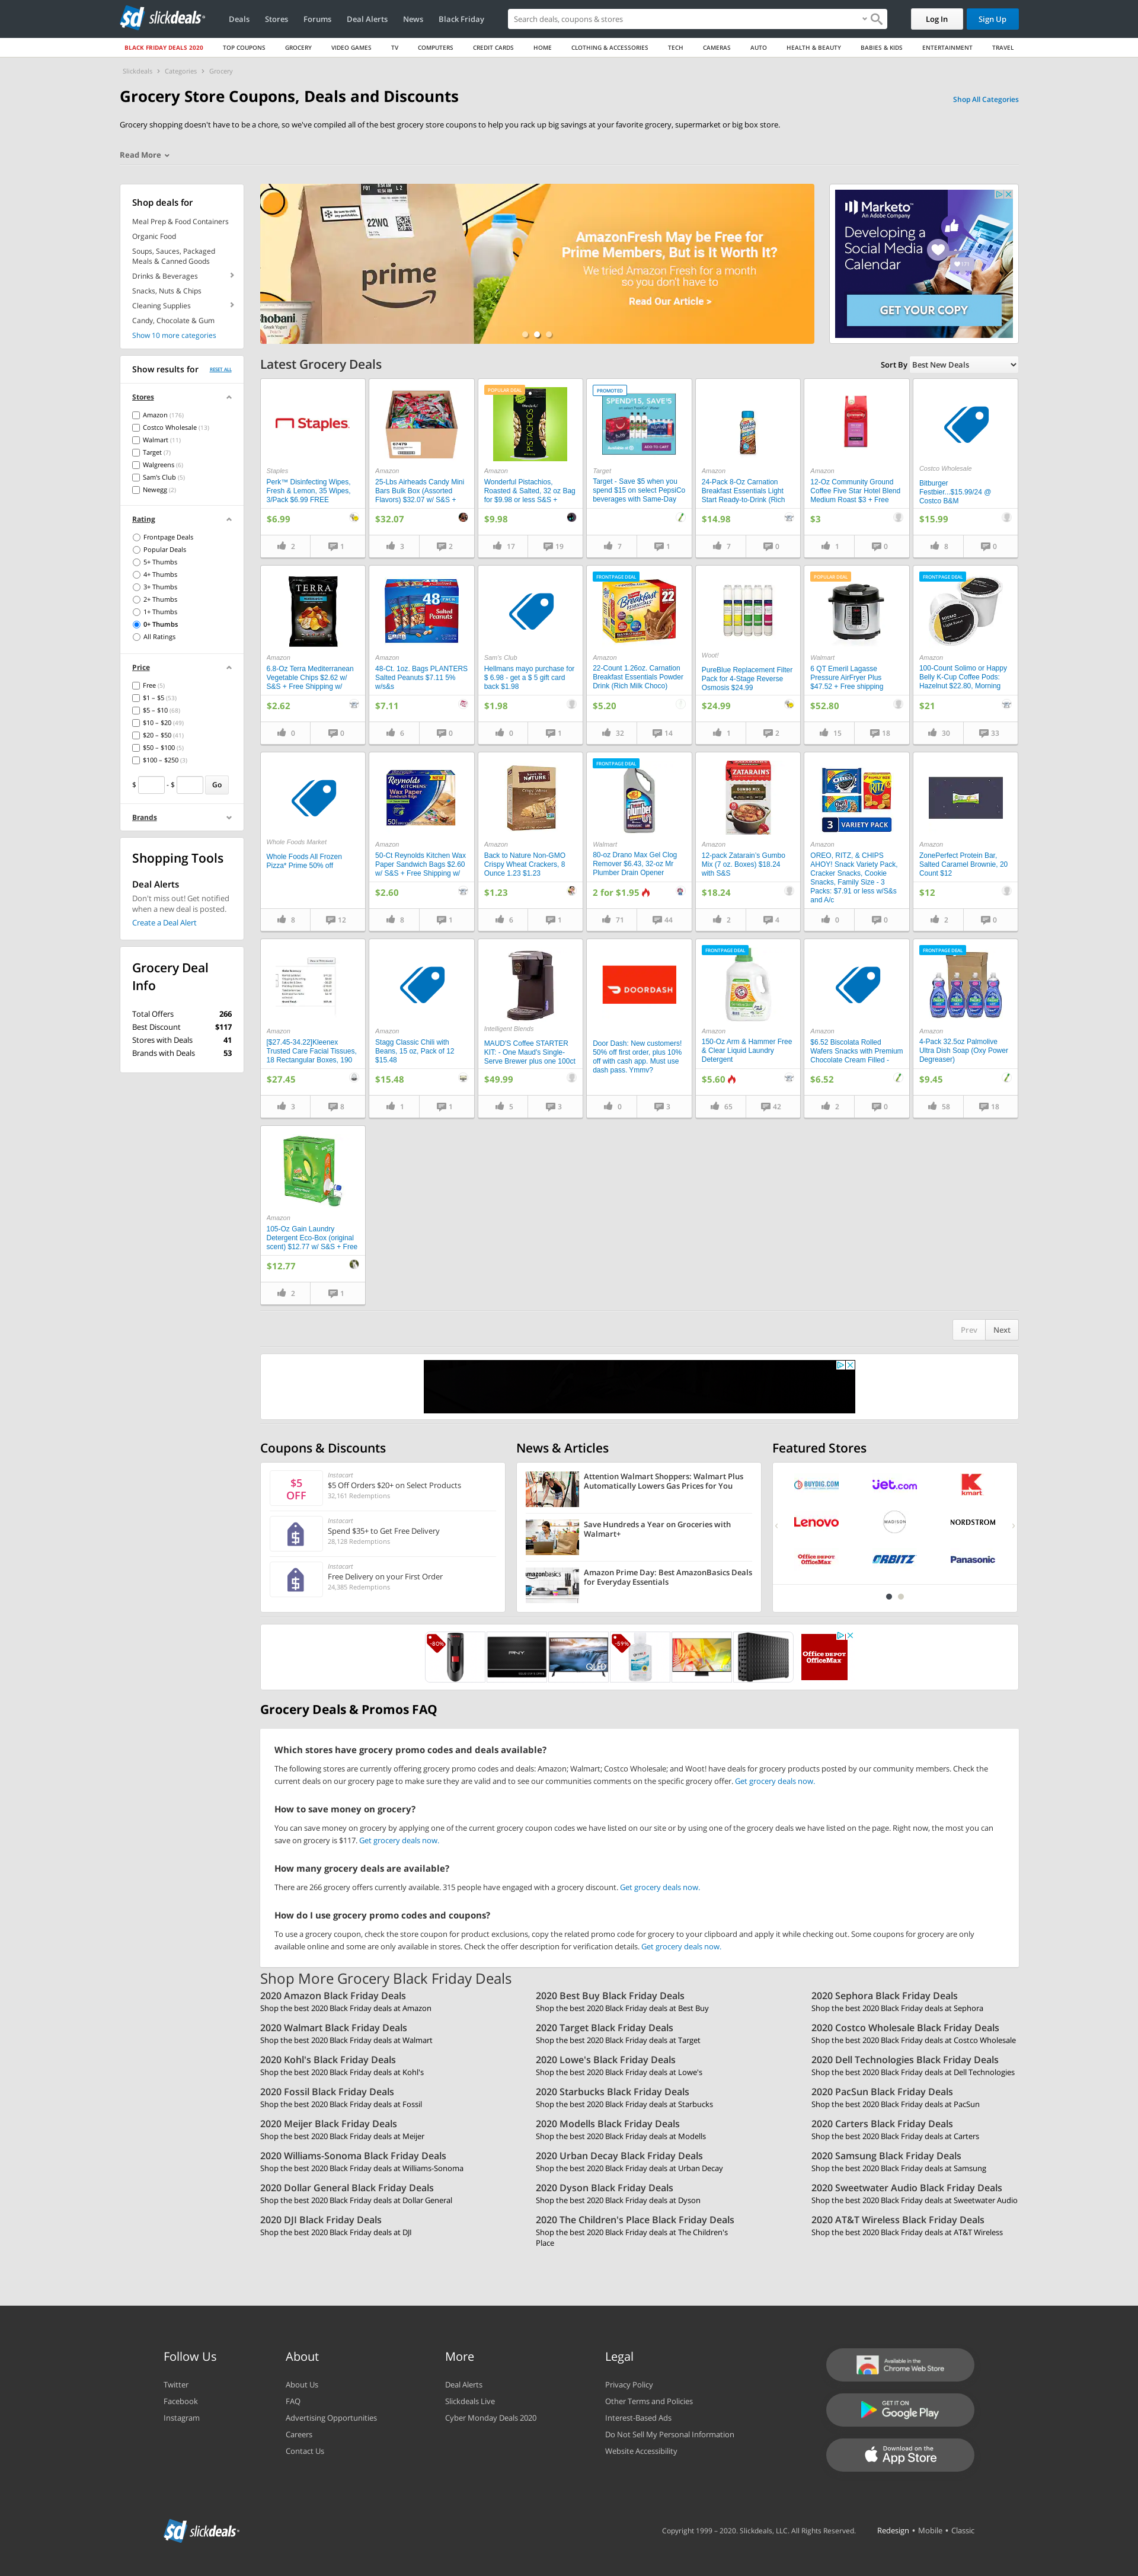 slickdeals
Deals Stores Forums Deal Alerts News Black Friday
Search deals, coupons & stores
Log In Sign Up
BLACK FRIDAY DEALS 2020 TOP COUPONS GROCERY VIDEO GAMES TV COMPUTERS CREDIT CARDS HOME CLOTHING & ACCESSORIES TECH CAMERAS AUTO HEALTH & BEAUTY BABIES & KIDS ENTERTAINMENT TRAVEL
Slickdeals > Categories > Grocery
Grocery Store Coupons, Deals and Discounts
Shop All Categories
Grocery shopping doesn't have to be a chore, so we've compiled all of the best grocery store coupons to help you rack up big savings at your favorite grocery, supermarket or big box store.
Read More
Shop deals for
Meal Prep & Food Containers
Organic Food
Soups, Sauces, Packaged
Meals & Canned Goods
Drinks & Beverages
Snacks, Nuts & Chips
Cleaning Supplies
Candy, Chocolate & Gum
Show 10 more categories
Show results for RESET ALL
Stores
Amazon (176)
Costco Wholesale (13)
Walmart (11)
Target (7)
Walgreens (6)
Sam's Club (5)
Newegg (2)
Rating
Frontpage Deals
Popular Deals
5+ Thumbs
4+ Thumbs
3+ Thumbs
2+ Thumbs
1+ Thumbs
0+ Thumbs
All Ratings
Price
Free (5)
$1 – $5 (53)
$5 – $10 (68)
$10 – $20 (49)
$20 – $50 (41)
$50 – $100 (5)
$100 – $250 (3)
$ - $ Go
Brands
Shopping Tools
Deal Alerts
Don't miss out! Get notified
when a new deal is posted.
Create a Deal Alert
Grocery Deal
Info
Total Offers 266
Best Discount $117
Stores with Deals 41
Brands with Deals 53
22WQ
prime
hobani
AmazonFresh May be Free for
Prime Members, But is It Worth It?
We tried Amazon Fresh for a month
so you don't have to
Read Our Article >
Marketo
An Adobe Company
Developing a
Social Media
Calendar
GET YOUR COPY
Latest Grocery Deals
Sort By Best New Deals
Staples
Staples
Perk™ Disinfecting Wipes,
Fresh & Lemon, 35 Wipes,
3/Pack $6.99 FREE
$6.99
2 1
Amazon
25-Lbs Airheads Candy Mini
Bars Bulk Box (Assorted
Flavors) $32.07 w/ S&S +
$32.07
3 2
POPULAR DEAL
PISTACHIOS
Amazon
Wonderful Pistachios,
Roasted & Salted, 32 oz Bag
for $9.98 or less S&S +
$9.98
17 19
PROMOTED
SPEND $15, SAVE $5
Target
Target - Save $5 when you
spend $15 on select PepsiCo
beverages with Same-Day
7 1
Amazon
24-Pack 8-Oz Carnation
Breakfast Essentials Light
Start Ready-to-Drink (Rich
$14.98
7 0
Amazon
12-Oz Community Ground
Coffee Five Star Hotel Blend
Medium Roast $3 + Free
$3
1 0
Costco Wholesale
Bitburger
Festbier...$15.99/24 @
Costco B&M
$15.99
8 0
TERRA
Amazon
6.8-Oz Terra Mediterranean
Vegetable Chips $2.62 w/
S&S + Free Shipping w/
$2.62
0 0
48
Salted
Peanuts
Amazon
48-Ct. 1oz. Bags PLANTERS
Salted Peanuts $7.11 5%
w/s&s
$7.11
6 0
Sam's Club
Hellmans mayo purchase for
$ 6.98 - get a $ 5 gift card
back $1.98
$1.98
0 1
FRONTPAGE DEAL
Breakfast
22
Amazon
22-Count 1.26oz. Carnation
Breakfast Essentials Powder
Drink (Rich Milk Choco)
$5.20
32 14
Woot!
PureBlue Replacement Filter
Pack for 4-Stage Reverse
Osmosis $24.99
$24.99
1 2
POPULAR DEAL
Walmart
6 QT Emeril Lagasse
Pressure AirFryer Plus
$47.52 + Free shipping
$52.80
15 18
FRONTPAGE DEAL
Amazon
100-Count Solimo or Happy
Belly K-Cup Coffee Pods:
Hazelnut $22.80, Morning
$21
30 33
Whole Foods Market
Whole Foods All Frozen
Pizza* Prime 50% off
8 12
Reynolds
KITCHENS
Wax Paper
50
Amazon
50-Ct Reynolds Kitchen Wax
Paper Sandwich Bags $2.60
w/ S&S + Free Shipping w/
$2.60
8 1
NATURE
Amazon
Back to Nature Non-GMO
Crispy Wheat Crackers, 8
Ounce 1.23 $1.23
$1.23
6 1
FRONTPAGE DEAL
Walmart
80-oz Drano Max Gel Clog
Remover $6.43, 32-oz Mr
Plumber Drain Opener
2 for $1.95
71 44
ZATARAIN'S
GUMBO MIX
Amazon
12-pack Zatarain's Gumbo
Mix (7 oz. Boxes) $18.24
with S&S
$18.24
2 4
OREO
RITZ
3 VARIETY PACK
Amazon
OREO, RITZ, & CHIPS
AHOY! Snack Variety Pack,
Cracker Snacks, Cookie
Snacks, Family Size - 3
Packs: $7.91 or less w/S&s
and A/c
0 0
Amazon
ZonePerfect Protein Bar,
Salted Caramel Brownie, 20
Count $12
$12
2 0
Amazon
[$27.45-34.22]Kleenex
Trusted Care Facial Tissues,
18 Rectangular Boxes, 190
$27.45
3 8
Amazon
Stagg Classic Chili with
Beans, 15 oz, Pack of 12
$15.48
$15.48
1 1
Intelligent Blends
MAUD'S Coffee STARTER
KIT: - One Maud's Single-
Serve Brewer plus one 100ct
$49.99
5 3
DOORDASH
Door Dash: New customers!
50% off first order, plus 10%
off with cash app. Must use
dash pass. Ymmv?
0 3
FRONTPAGE DEAL
Amazon
150-Oz Arm & Hammer Free
& Clear Liquid Laundry
Detergent
$5.60
65 42
Amazon
$6.52 Biscolata Rolled
Wafers Snacks with Premium
Chocolate Cream Filled -
$6.52
2 0
FRONTPAGE DEAL
Amazon
4-Pack 32.5oz Palmolive
Ultra Dish Soap (Oxy Power
Degreaser)
$9.45
58 18
Amazon
105-Oz Gain Laundry
Detergent Eco-Box (original
scent) $12.77 w/ S&S + Free
$12.77
2 1
Prev Next
Coupons & Discounts
$5
OFF
Instacart
$5 Off Orders $20+ on Select Products
32,161 Redemptions
Instacart
Spend $35+ to Get Free Delivery
28,128 Redemptions
Instacart
Free Delivery on your First Order
24,385 Redemptions
News & Articles
Attention Walmart Shoppers: Walmart Plus
Automatically Lowers Gas Prices for You
Save Hundreds a Year on Groceries with
Walmart+
amazonbasics
Amazon Prime Day: Best AmazonBasics Deals
for Everyday Essentials
Featured Stores
BUYDIG.COM jet.com kmart
Lenovo MADISON NORDSTROM
Office DEPOT OfficeMax ORBITZ Panasonic
-80% PNY QLED -59% Office DEPOT OfficeMax
Grocery Deals & Promos FAQ
Which stores have grocery promo codes and deals available?
The following stores are currently offering grocery promo codes and deals: Amazon; Walmart; Costco Wholesale; and Woot! have deals for grocery products posted by our community members. Check the
current deals on our grocery page to make sure they are valid and to see our communities comments on the specific grocery offer. Get grocery deals now.
How to save money on grocery?
You can save money on grocery by applying one of the current grocery coupon codes we have listed on our site or by using one of the grocery deals we have listed on the page. Right now, the most you can
save on grocery is $117. Get grocery deals now.
How many grocery deals are available?
There are 266 grocery offers currently available. 315 people have engaged with a grocery discount. Get grocery deals now.
How do I use grocery promo codes and coupons?
To use a grocery coupon, check the store coupon for product exclusions, copy the related promo code for grocery to your clipboard and apply it while checking out. Some coupons for grocery are only
available online and some are only available in stores. Check the offer description for verification details. Get grocery deals now.
Shop More Grocery Black Friday Deals
2020 Amazon Black Friday Deals
Shop the best 2020 Black Friday deals at Amazon
2020 Best Buy Black Friday Deals
Shop the best 2020 Black Friday deals at Best Buy
2020 Sephora Black Friday Deals
Shop the best 2020 Black Friday deals at Sephora
2020 Walmart Black Friday Deals
Shop the best 2020 Black Friday deals at Walmart
2020 Target Black Friday Deals
Shop the best 2020 Black Friday deals at Target
2020 Costco Wholesale Black Friday Deals
Shop the best 2020 Black Friday deals at Costco Wholesale
2020 Kohl's Black Friday Deals
Shop the best 2020 Black Friday deals at Kohl's
2020 Lowe's Black Friday Deals
Shop the best 2020 Black Friday deals at Lowe's
2020 Dell Technologies Black Friday Deals
Shop the best 2020 Black Friday deals at Dell Technologies
2020 Fossil Black Friday Deals
Shop the best 2020 Black Friday deals at Fossil
2020 Starbucks Black Friday Deals
Shop the best 2020 Black Friday deals at Starbucks
2020 PacSun Black Friday Deals
Shop the best 2020 Black Friday deals at PacSun
2020 Meijer Black Friday Deals
Shop the best 2020 Black Friday deals at Meijer
2020 Modells Black Friday Deals
Shop the best 2020 Black Friday deals at Modells
2020 Carters Black Friday Deals
Shop the best 2020 Black Friday deals at Carters
2020 Williams-Sonoma Black Friday Deals
Shop the best 2020 Black Friday deals at Williams-Sonoma
2020 Urban Decay Black Friday Deals
Shop the best 2020 Black Friday deals at Urban Decay
2020 Samsung Black Friday Deals
Shop the best 2020 Black Friday deals at Samsung
2020 Dollar General Black Friday Deals
Shop the best 2020 Black Friday deals at Dollar General
2020 Dyson Black Friday Deals
Shop the best 2020 Black Friday deals at Dyson
2020 Sweetwater Audio Black Friday Deals
Shop the best 2020 Black Friday deals at Sweetwater Audio
2020 DJI Black Friday Deals
Shop the best 2020 Black Friday deals at DJI
2020 The Children's Place Black Friday Deals
Shop the best 2020 Black Friday deals at The Children's
Place
2020 AT&T Wireless Black Friday Deals
Shop the best 2020 Black Friday deals at AT&T Wireless
Follow Us
Twitter
Facebook
Instagram
About
About Us
FAQ
Advertising Opportunities
Careers
Contact Us
More
Deal Alerts
Slickdeals Live
Cyber Monday Deals 2020
Legal
Privacy Policy
Other Terms and Policies
Interest-Based Ads
Do Not Sell My Personal Information
Website Accessibility
Available in the
Chrome Web Store
GET IT ON
Google Play
Download on the
App Store
slickdeals
Copyright 1999 – 2020. Slickdeals, LLC. All Rights Reserved. Redesign • Mobile • Classic